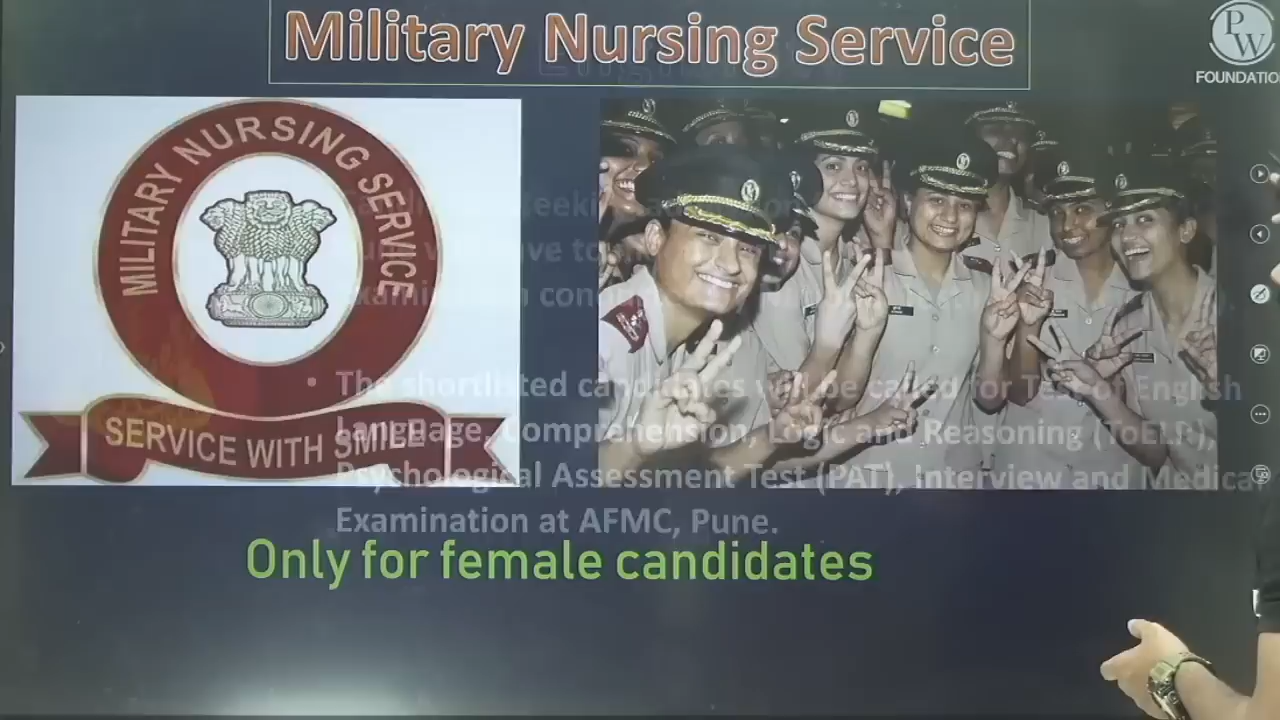 Military Nursing Service
PW
FOUNDATIO
MILITARY NURSING SERVICE
SERVICE WITH SMILE
• The shortlisted candidates will be called for Test of English
Language, Comprehension, Logic and Reasoning (ToELR),
Psychological Assessment Test (PAT), Interview and Medical
Examination at AFMC, Pune.
Only for female candidates